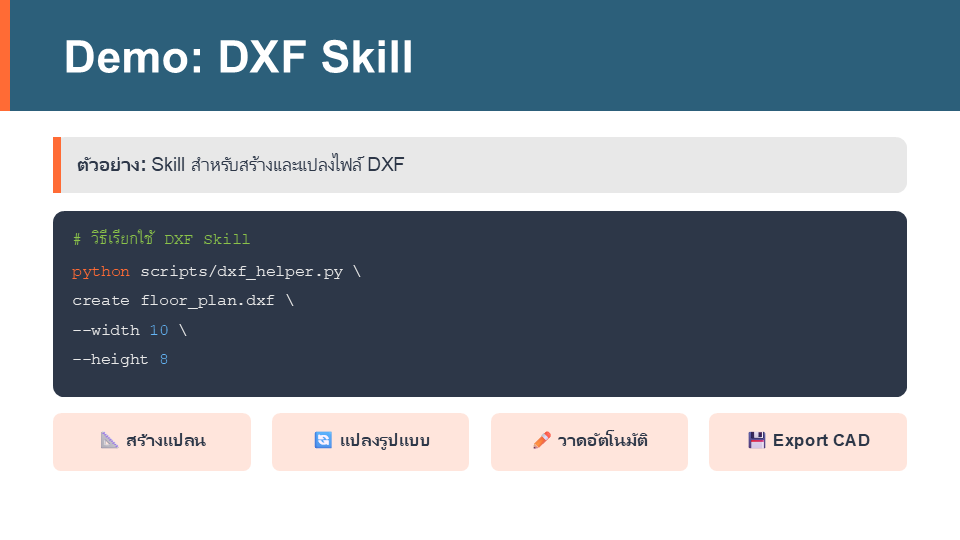 Demo: DXF Skill
ตัวอย่าง: Skill สำหรับสร้างและแปลงไฟล์ DXF
# วิธีเรียกใช้ DXF Skill
python scripts/dxf_helper.py \
create floor_plan.dxf \
--width 10 \
--height 8
สร้างแปลน
แปลงรูปแบบ
วาดอัตโนมัติ
Export CAD